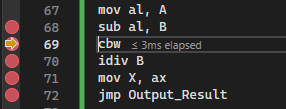 67 mov al, A
68 sub al, B
69 cbw ≤ 3ms elapsed
70 idiv B
71 mov X, ax
72 jmp Output_Result